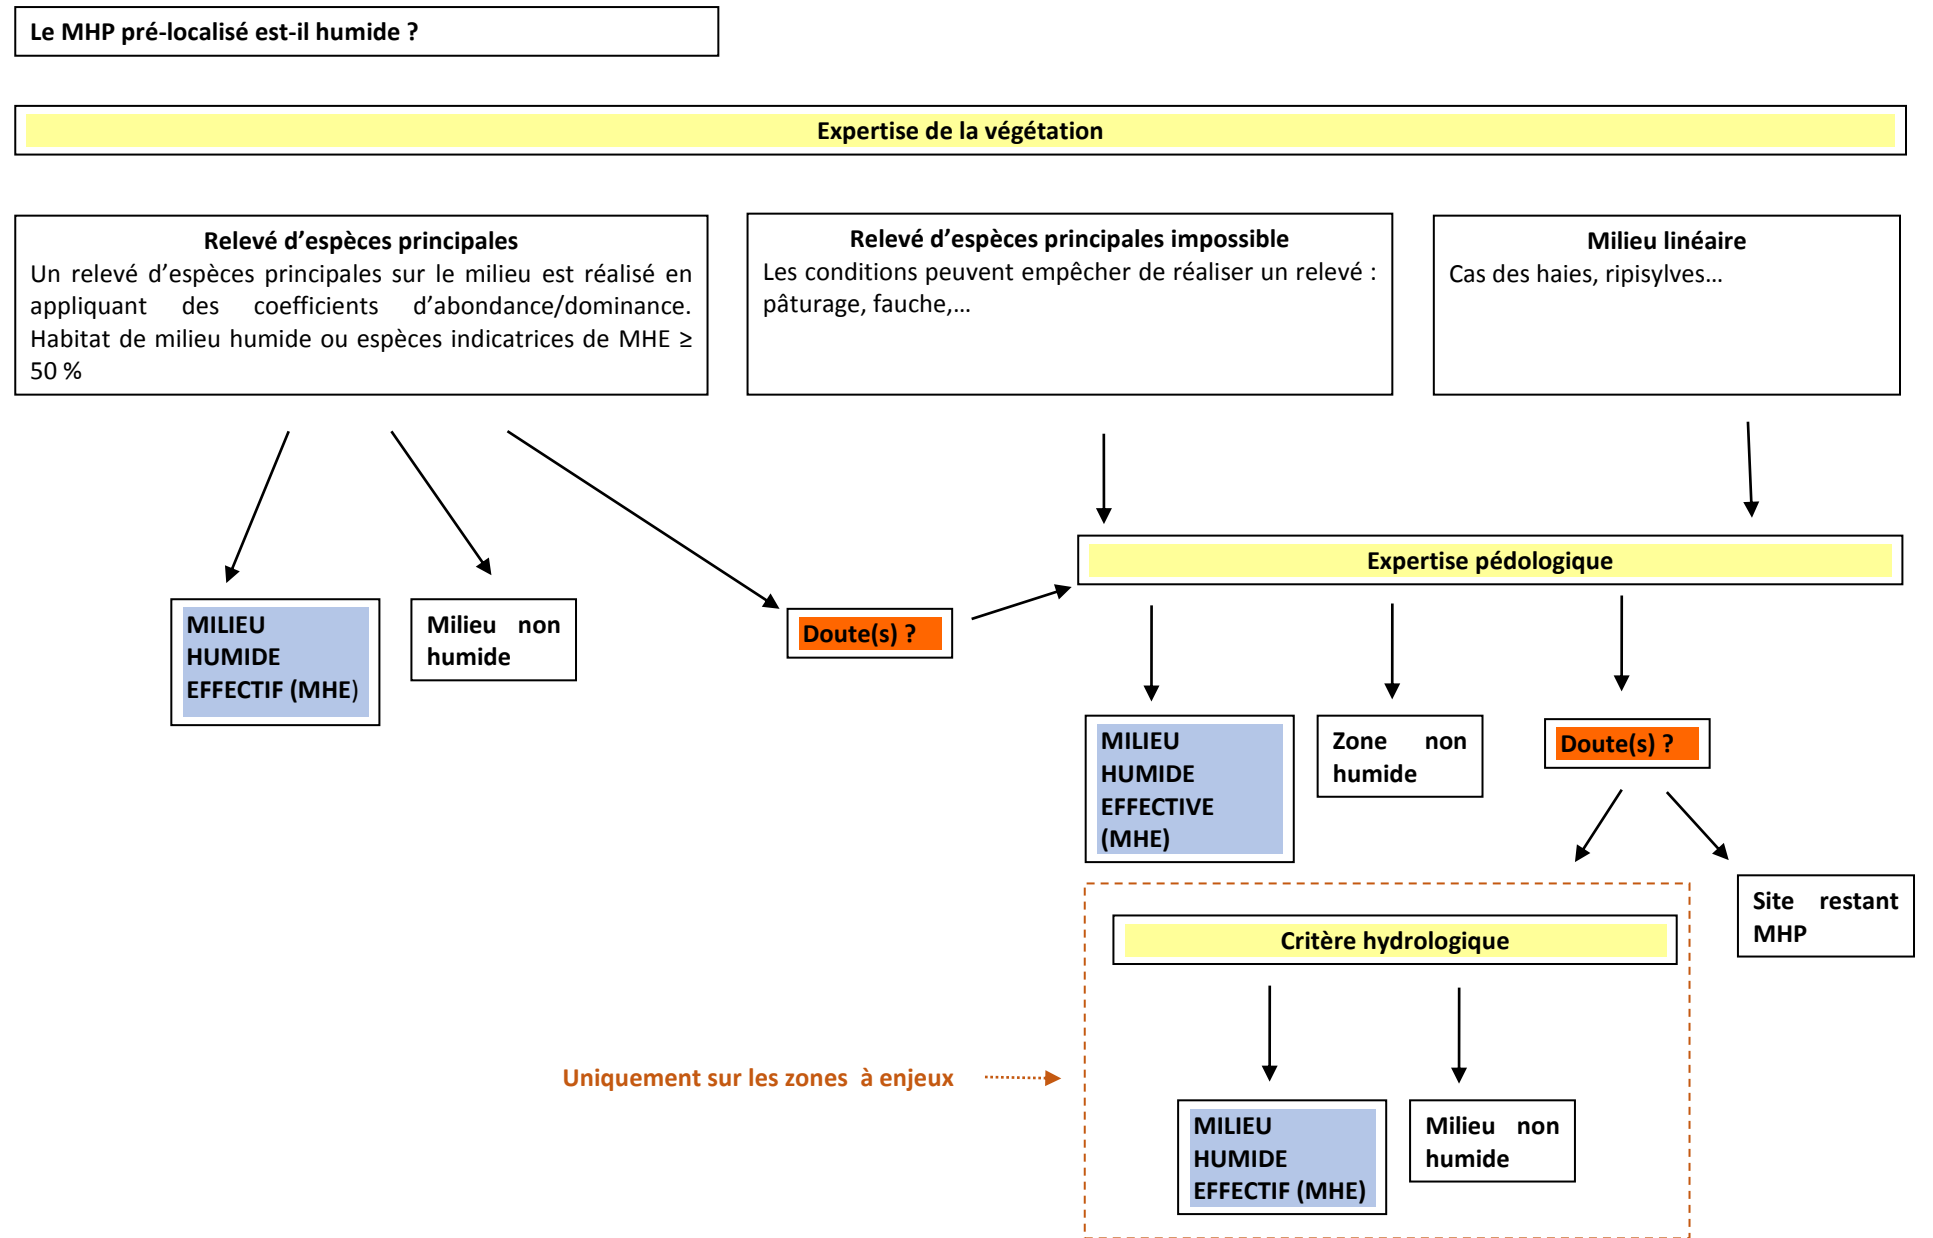 Le MHP pré-localisé est-il humide ?
Expertise de la végétation
Relevé d’espèces principales
Un relevé d’espèces principales sur le milieu est réalisé en
appliquant des coefficients d’abondance/dominance.
Habitat de milieu humide ou espèces indicatrices de MHE ≥
50 %
Relevé d’espèces principales impossible
Les conditions peuvent empêcher de réaliser un relevé :
pâturage, fauche,…
Milieu linéaire
Cas des haies, ripisylves…
Expertise pédologique
MILIEU
HUMIDE
EFFECTIF (MHE)
Milieu non
humide
Doute(s) ?
MILIEU
HUMIDE
EFFECTIVE
(MHE)
Zone non
humide
Doute(s) ?
Site restant
MHP
Critère hydrologique
Uniquement sur les zones à enjeux
MILIEU
HUMIDE
EFFECTIF (MHE)
Milieu non
humide